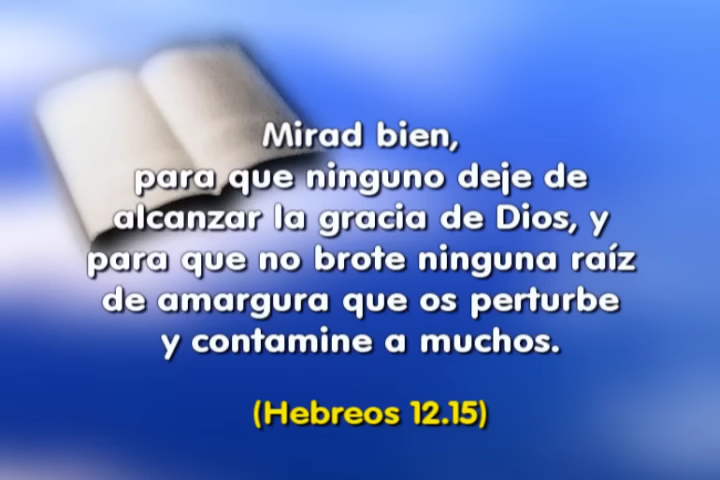 Mirad bien,
para que ninguno deje de
alcanzar la gracia de Dios, y
para que no brote ninguna raíz
de amargura que os perturbe
y contamine a muchos.
(Hebreos 12.15)